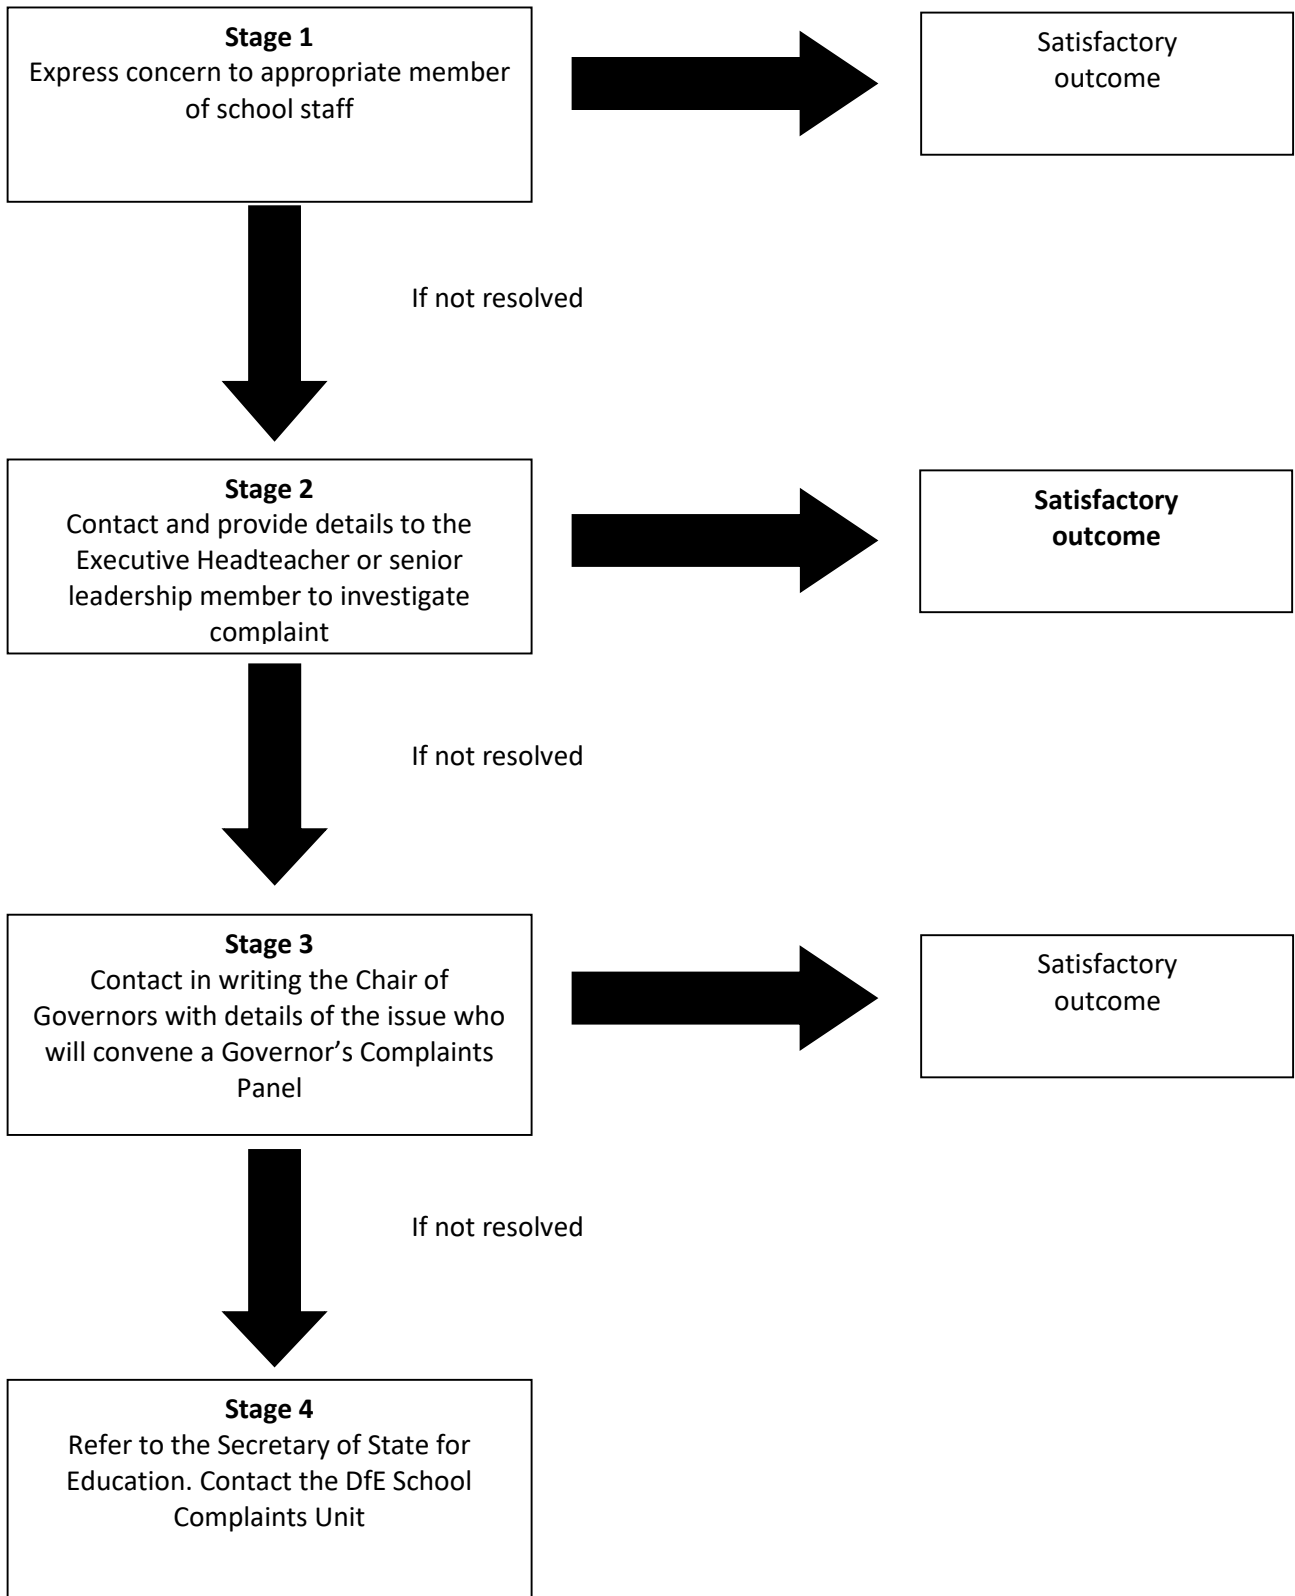 Stage 1
Express concern to appropriate member
of school staff
Satisfactory
outcome
If not resolved
Stage 2
Contact and provide details to the
Executive Headteacher or senior
leadership member to investigate
complaint
Satisfactory
outcome
If not resolved
Stage 3
Contact in writing the Chair of
Governors with details of the issue who
will convene a Governor’s Complaints
Panel
Satisfactory
outcome
If not resolved
Stage 4
Refer to the Secretary of State for
Education. Contact the DfE School
Complaints Unit